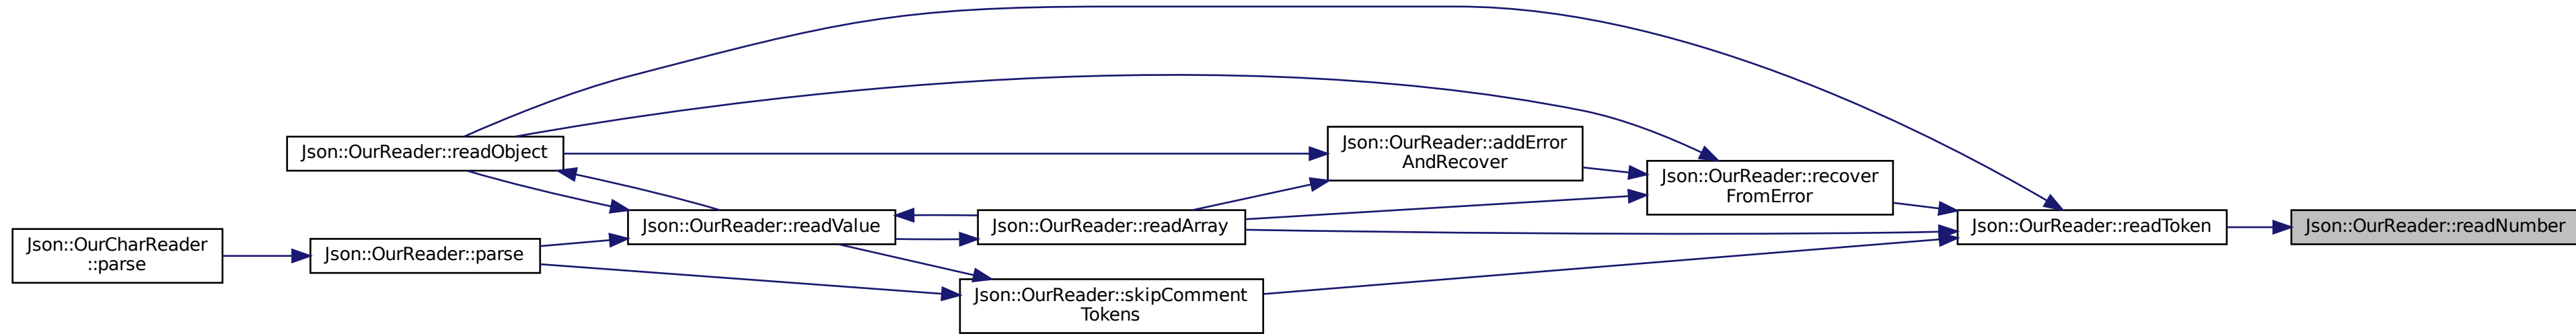 Json::OurCharReader
::parse
Json::OurReader::parse
Json::OurReader::readObject
Json::OurReader::readValue
Json::OurReader::readArray
Json::OurReader::skipComment
Tokens
Json::OurReader::addError
AndRecover
Json::OurReader::recover
FromError
Json::OurReader::readToken
Json::OurReader::readNumber